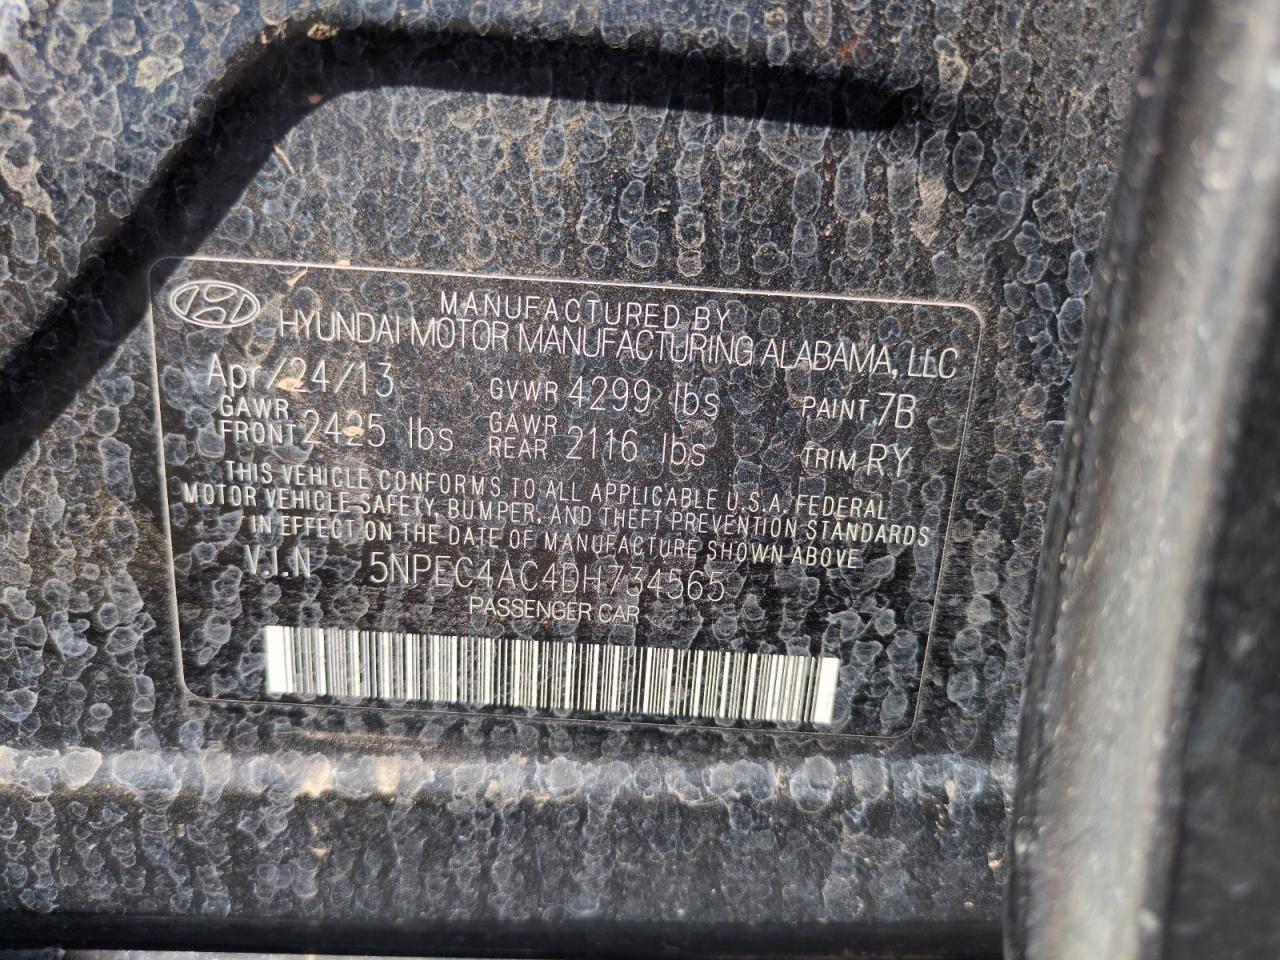 MANUFACTURED BY
HYUNDAI MOTOR MANUFACTURING ALABAMA, LLC
Apr/24/13 GVWR 4299 lbs PAINT 7B
GAWR FRONT 2425 lbs GAWR REAR 2116 lbs TRIM RY
THIS VEHICLE CONFORMS TO ALL APPLICABLE U.S.A. FEDERAL
MOTOR VEHICLE SAFETY, BUMPER, AND THEFT PREVENTION STANDARDS
IN EFFECT ON THE DATE OF MANUFACTURE SHOWN ABOVE
V.I.N 5NPEC4AC4DH734565
PASSENGER CAR